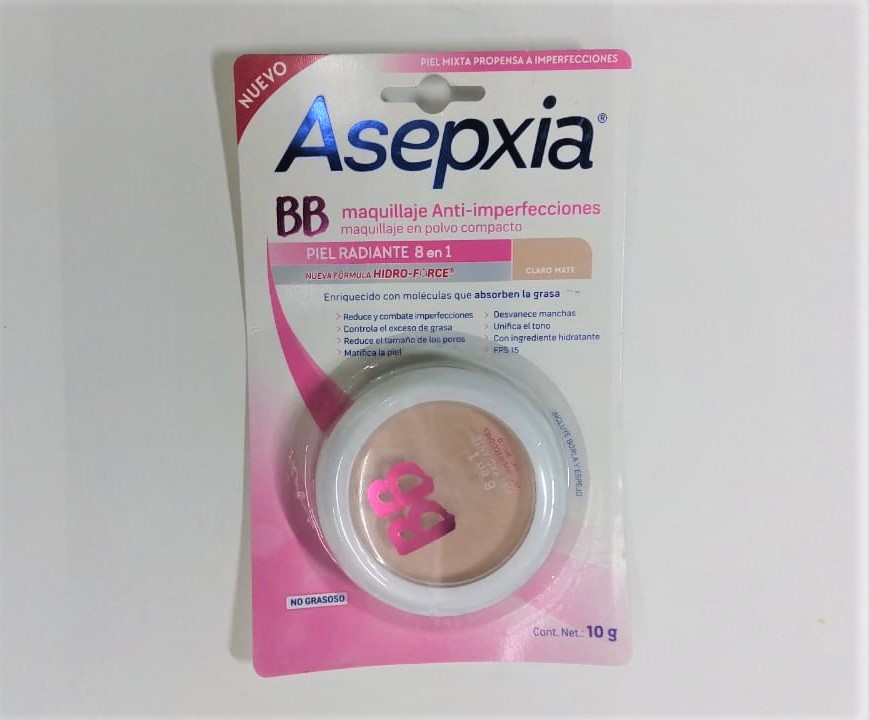 NUEVO
PIEL MIXTA PROPENSA A IMPERFECCIONES
Asepxia®
BB maquillaje Anti-imperfecciones
maquillaje en polvo compacto
PIEL RADIANTE 8 en 1
NUEVA FÓRMULA HIDRO-FORCE®
CLARO MATE
Enriquecido con moléculas que absorben la grasa
> Reduce y combate imperfecciones
> Controla el exceso de grasa
> Reduce el tamaño de los poros
> Matifica la piel
> Desvanece manchas
> Unifica el tono
> Con ingrediente hidratante
> FPS 15
INCLUYE BORLA Y ESPEJO
BB
8 en 1
NO GRASOSO
Cont. Net.: 10 g